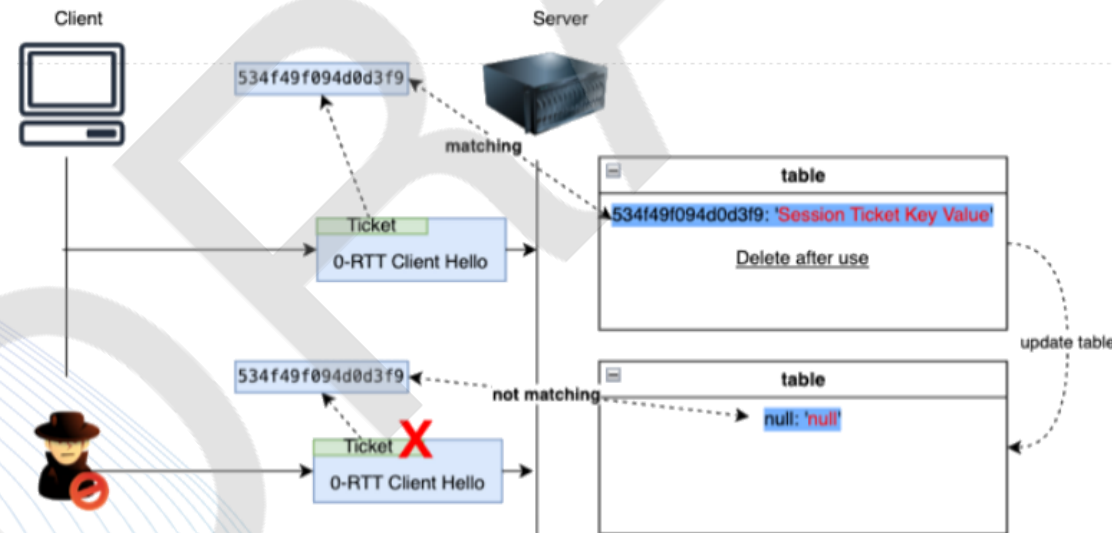 Client
Server
534f49f094d0d3f9
matching
table
534f49f094d0d3f9: 'Session Ticket Key Value'
Ticket
0-RTT Client Hello
Delete after use
update table
534f49f094d0d3f9
not matching
table
null: 'null'
Ticket
X
0-RTT Client Hello